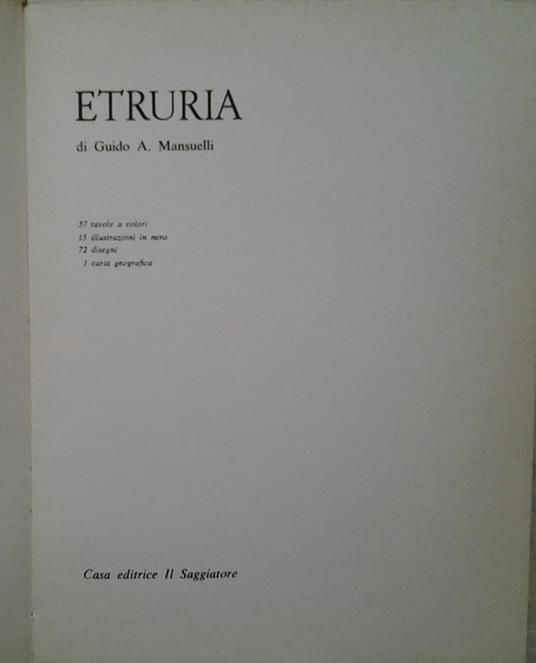 ETRURIA
di Guido A. Mansuelli
57 tavole a colori
15 illustrazioni in nero
72 disegni
1 carta geografica
Casa editrice Il Saggiatore